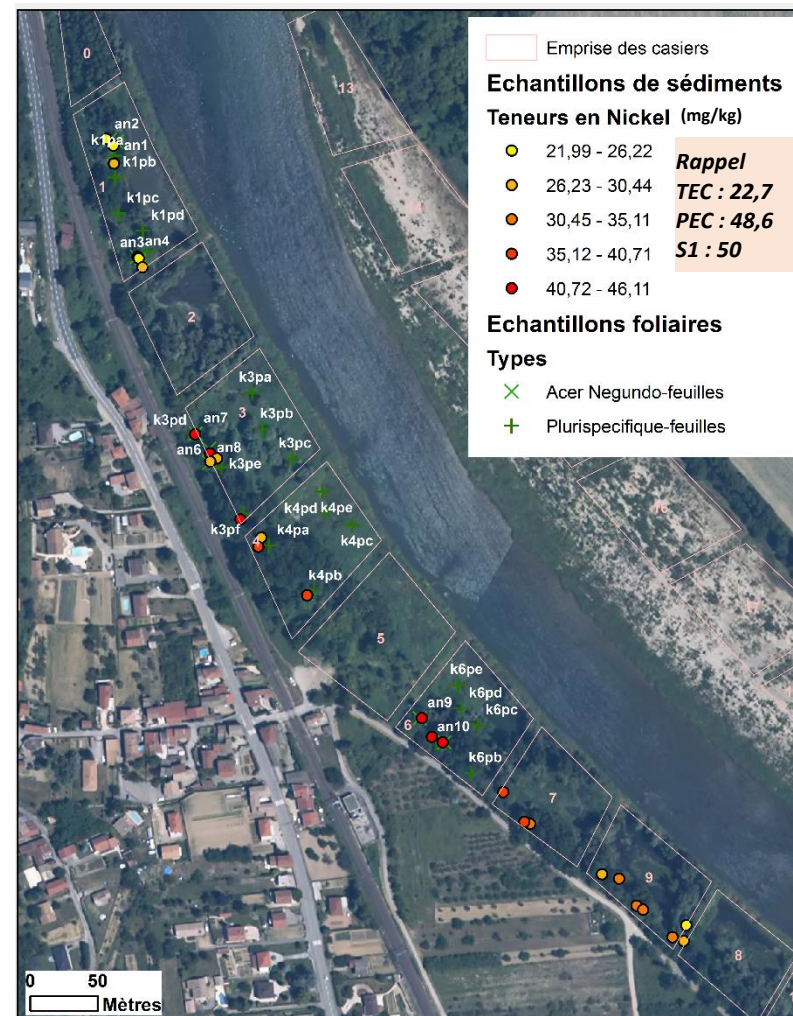 Emprise des casiers
Echantillons de sédiments
Teneurs en Nickel (mg/kg)
21,99 - 26,22
26,23 - 30,44
30,45 - 35,11
35,12 - 40,71
40,72 - 46,11
Rappel
TEC : 22,7
PEC : 48,6
S1 : 50
Echantillons foliaires
Types
Acer Negundo-feuilles
Plurispecifique-feuilles
0
13
an2
k1pa
an1
k1pb
1
k1pc
k1pd
an3
an4
2
k3pa
3
k3pd
an7
k3pb
an6
an8
k3pc
k3pe
k4pd
k4pe
k3pf
k4pa
k4pc
4
16
k4pb
5
k6pe
an9
k6pd
k6pc
6
an10
k6pb
7
9
8
0
50
Mètres